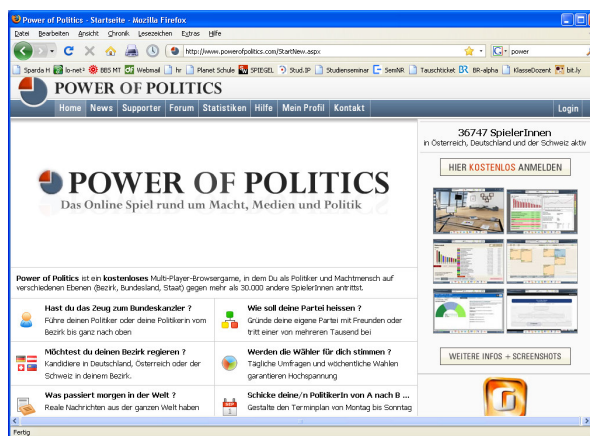 Power of Politics - Startseite - Mozilla Firefox
Datei Bearbeiten Ansicht Chronik Lesezeichen Extras Hilfe
http://www.powerofpolitics.com/StartNew.aspx
power
Sparda H lo-net² BBS MT Webmail hr Planet Schule SPIEGEL Stud.IP Studienseminar SemNR Tauschticket BR-alpha KlasseDozent bit.ly
POWER OF POLITICS
Home News Supporter Forum Statistiken Hilfe Mein Profil Kontakt Login
POWER OF POLITICS
Das Online Spiel rund um Macht, Medien und Politik
Power of Politics ist ein kostenloses Multi-Player-Browsergame, in dem Du als Politiker und Machtmensch auf
verschiedenen Ebenen (Bezirk, Bundesland, Staat) gegen mehr als 30.000 andere SpielerInnen antrittst.
Hast du das Zeug zum Bundeskanzler ?
Führe deinen Politiker oder deine Politikerin vom
Bezirk bis ganz nach oben
Wie soll deine Partei heissen ?
Gründe deine eigene Partei mit Freunden oder
tritt einer von mehreren Tausend bei
Möchtest du deinen Bezirk regieren ?
Kandidiere in Deutschland, Österreich oder der
Schweiz in deinem Bezirk.
Werden die Wähler für dich stimmen ?
Tägliche Umfragen und wöchentliche Wahlen
garantieren Hochspannung
Was passiert morgen in der Welt ?
Reale Nachrichten aus der ganzen Welt haben
Schicke deine/n PolitikerIn von A nach B ...
Gestalte den Terminplan von Montag bis Sonntag
36747 SpielerInnen
in Österreich, Deutschland und der Schweiz aktiv
HIER KOSTENLOS ANMELDEN
WEITERE INFOS + SCREENSHOTS
Fertig